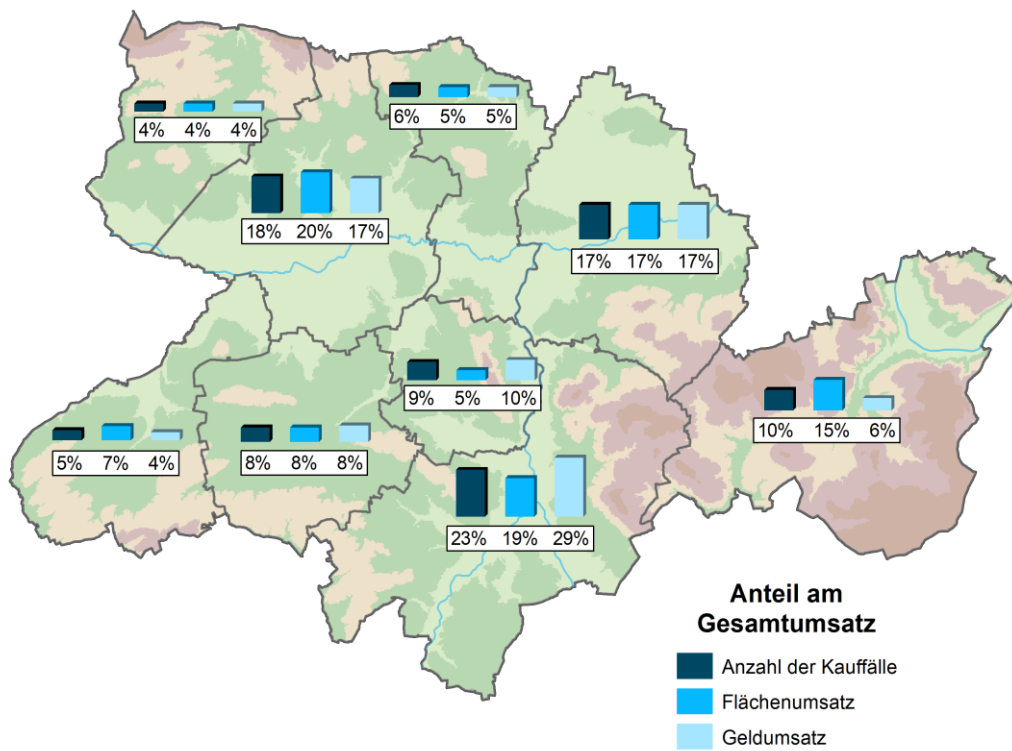 6% 5% 5%
4% 4% 4%
18% 20% 17%
17% 17% 17%
9% 5% 10%
10% 15% 6%
5% 7% 4%
8% 8% 8%
23% 19% 29%
Anteil am
Gesamtumsatz
Anzahl der Kauffälle
Flächenumsatz
Geldumsatz